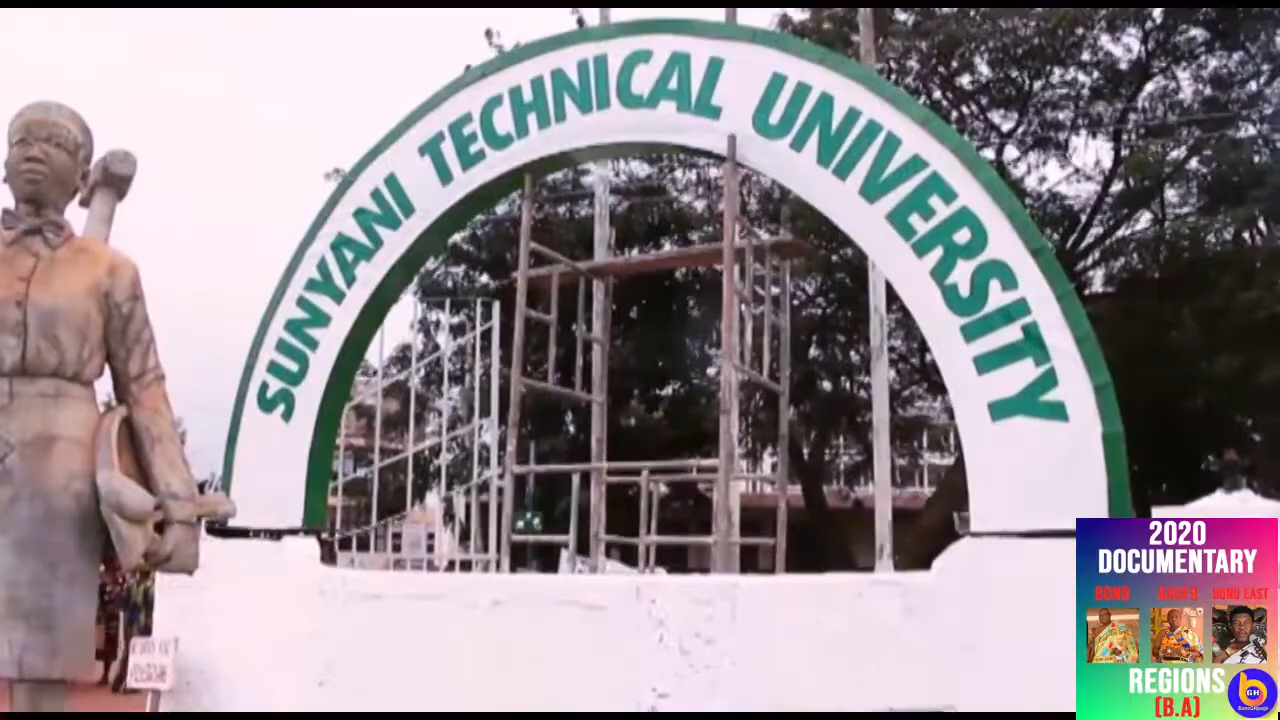 SUNYANI TECHNICAL UNIVERSITY
2020
DOCUMENTARY
BONO AHAFO BONO EAST
REGIONS
(B.A)
GH